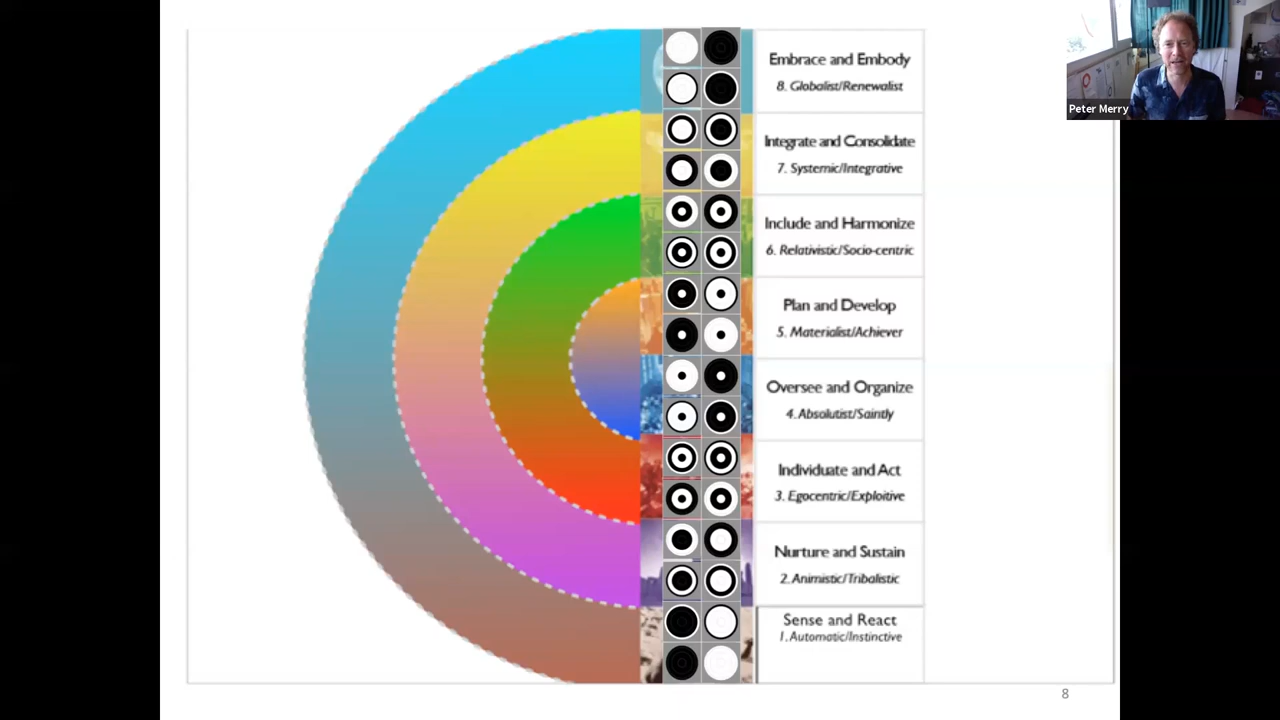 Embrace and Embody
8. Globalist/Renewalist
Integrate and Consolidate
7. Systemic/Integrative
Include and Harmonize
6. Relativistic/Socio-centric
Plan and Develop
5. Materialist/Achiever
Oversee and Organize
4. Absolutist/Saintly
Individuate and Act
3. Egocentric/Exploitive
Nurture and Sustain
2. Animistic/Tribalistic
Sense and React
1. Automatic/Instinctive
8
Peter Merry